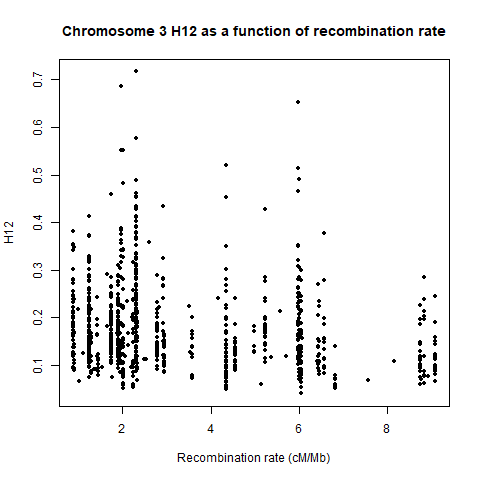 Chromosome 3 H12 as a function of recombination rate
0.7
0.6
0.5
0.4
0.3
0.2
0.1
H12
2 4 6 8
Recombination rate (cM/Mb)